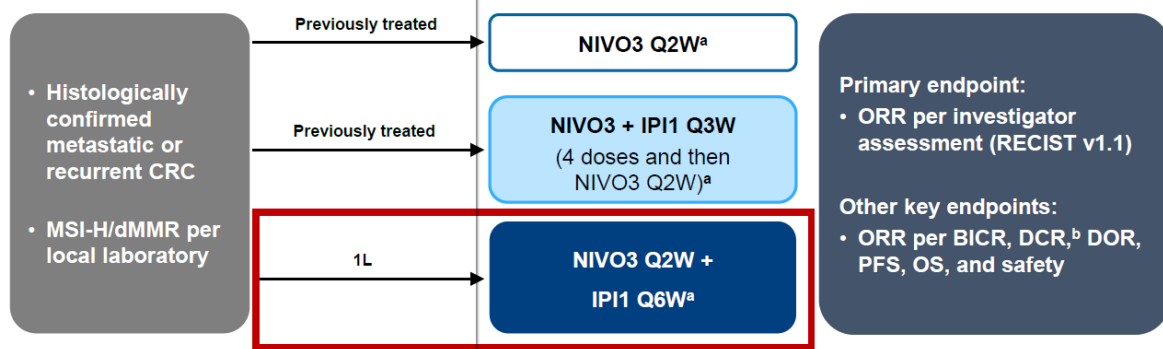 • Histologically
confirmed
metastatic or
recurrent CRC
• MSI-H/dMMR per
local laboratory
Previously treated
NIVO3 Q2Wᵃ
Previously treated
NIVO3 + IPI1 Q3W
(4 doses and then
NIVO3 Q2W)ᵃ
1L
NIVO3 Q2W +
IPI1 Q6Wᵃ
Primary endpoint:
• ORR per investigator
assessment (RECIST v1.1)
Other key endpoints:
• ORR per BICR, DCR,ᵇ DOR,
PFS, OS, and safety